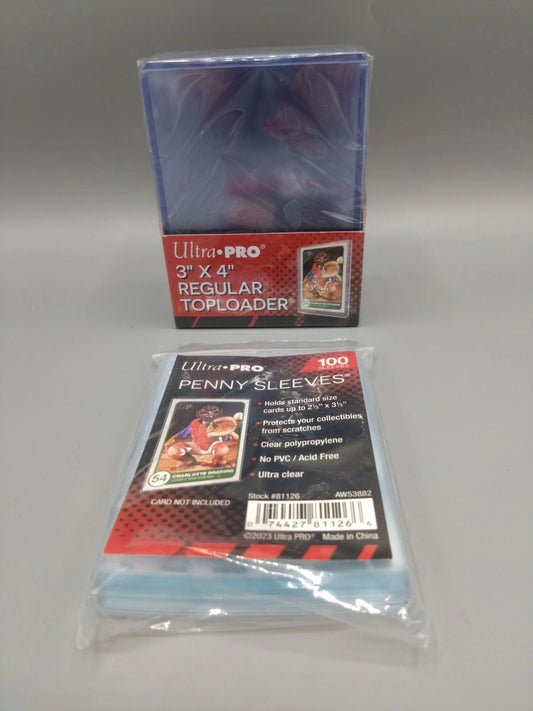 Ultra•PRO®
3" X 4"
REGULAR
TOPLOADER®
Ultra•PRO
100
SLEEVES
PENNY SLEEVES®
• Holds standard size
cards up to 2½" x 3½"
• Protects your collectibles
from scratches
• Clear polypropylene
• No PVC / Acid Free
• Ultra clear
54
CHARLOTTE DRAGONS
CARD NOT INCLUDED
Stock #81126
AW53882
0 74427 81126 6
©2023 Ultra PRO® Made in China